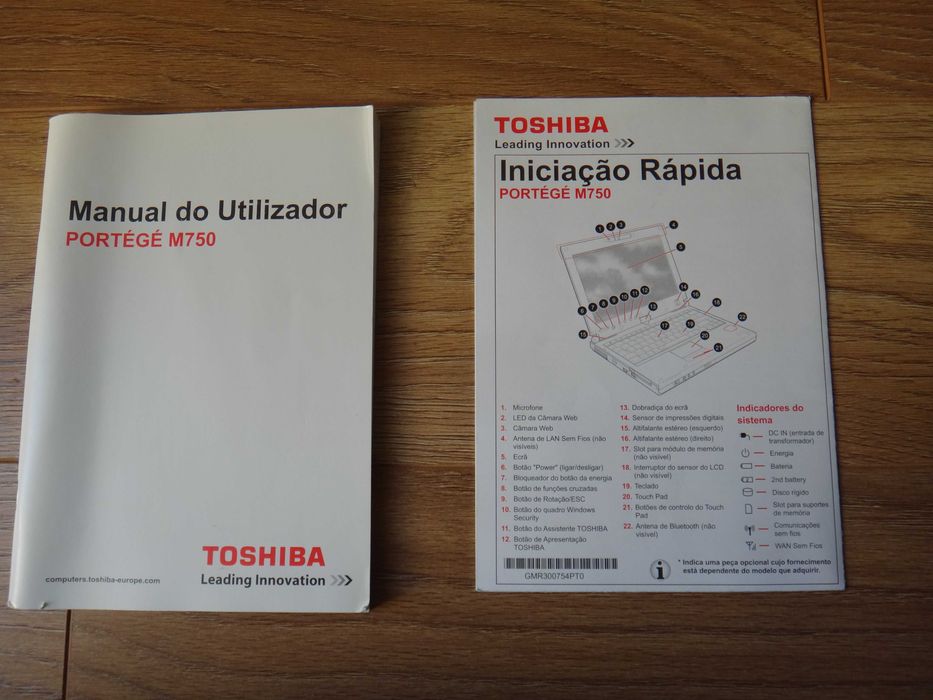 Manual do Utilizador
PORTÉGÉ M750
TOSHIBA
Leading Innovation >>>
computers.toshiba-europe.com
TOSHIBA
Leading Innovation >>>
Iniciação Rápida
PORTÉGÉ M750
1. Microfone
2. LED da Câmara Web
3. Câmara Web
4. Antena de LAN Sem Fios (não
visíveis)
5. Ecrã
6. Botão "Power" (ligar/desligar)
7. Bloqueador do botão da energia
8. Botão de funções cruzadas
9. Botão de Rotação/ESC
10. Botão do quadro Windows
Security
11. Botão do Assistente TOSHIBA
12. Botão de Apresentação
TOSHIBA
13. Dobradiça do ecrã
14. Sensor de impressões digitais
15. Altifalante estéreo (esquerdo)
16. Altifalante estéreo (direito)
17. Slot para módulo de memória
(não visível)
18. Interruptor do sensor do LCD
(não visível)
19. Teclado
20. Touch Pad
21. Botões de controlo do Touch
Pad
22. Antena de Bluetooth (não
visível)
Indicadores do
sistema
DC IN (entrada de
transformador)
Energia
Bateria
2nd battery
Disco rígido
Slot para suportes
de memória
Comunicações
sem fios
WAN Sem Fios
GMR300754PT0
* Indica uma peça opcional cujo fornecimento
está dependente do modelo que adquirir.